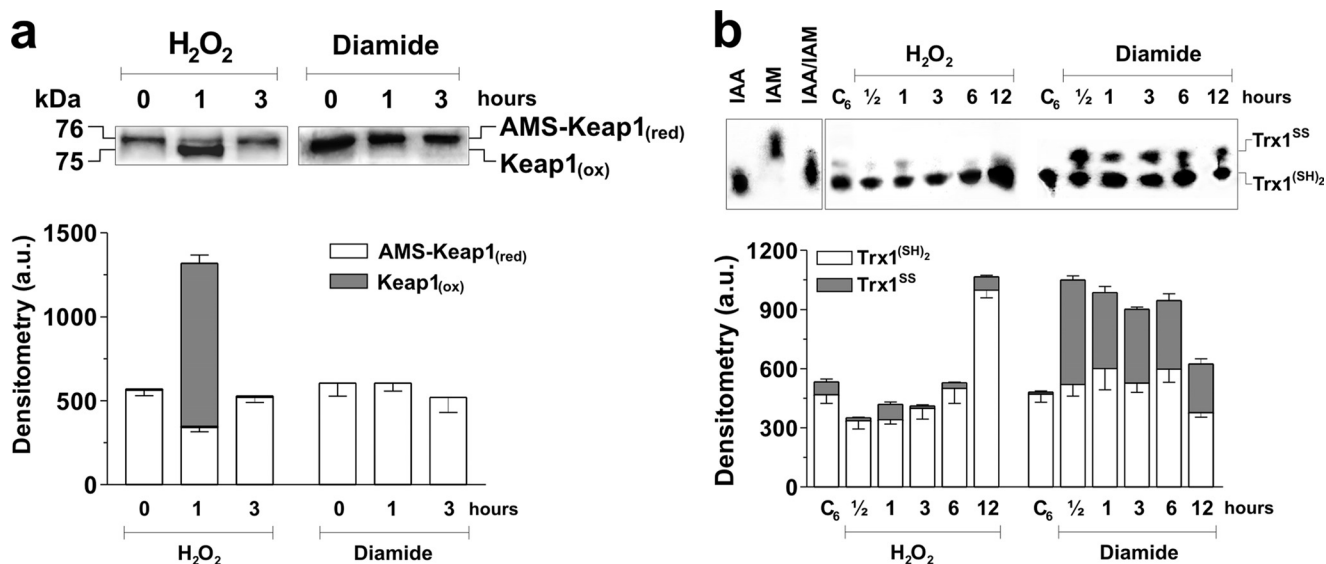 a
H₂O₂ Diamide
kDa 0 1 3 0 1 3 hours
76
75
AMS-Keap1(red)
Keap1(ox)
Densitometry (a.u.)
1500
1000
500
0
AMS-Keap1(red)
Keap1(ox)
0 1 3 0 1 3 hours
H₂O₂ Diamide
b
IAA IAM IAA/IAM
H₂O₂ Diamide
C₆ ½ 1 3 6 12 C₆ ½ 1 3 6 12 hours
Trx1^SS
Trx1^(SH)₂
Densitometry (a.u.)
1200
900
600
300
0
Trx1^(SH)₂
Trx1^SS
C₆ ½ 1 3 6 12 C₆ ½ 1 3 6 12 hours
H₂O₂ Diamide